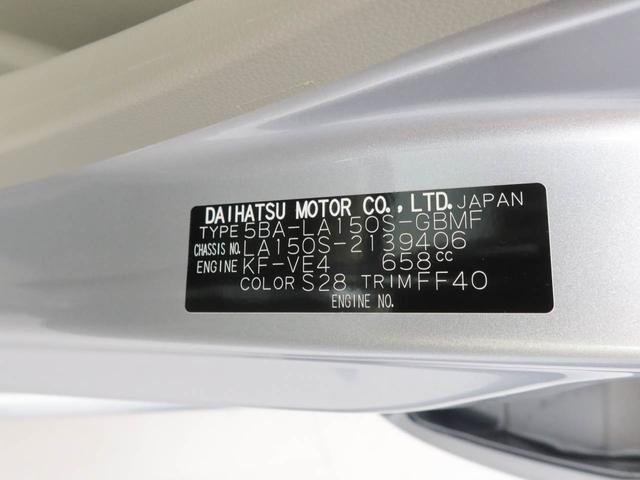 DAIHATSU MOTOR CO., LTD. JAPAN
TYPE 5BA-LA150S-GBMF
CHASSIS NO. LA150S-2139406
ENGINE KF-VE4 658cc
COLOR S28 TRIM FF40
ENGINE NO.